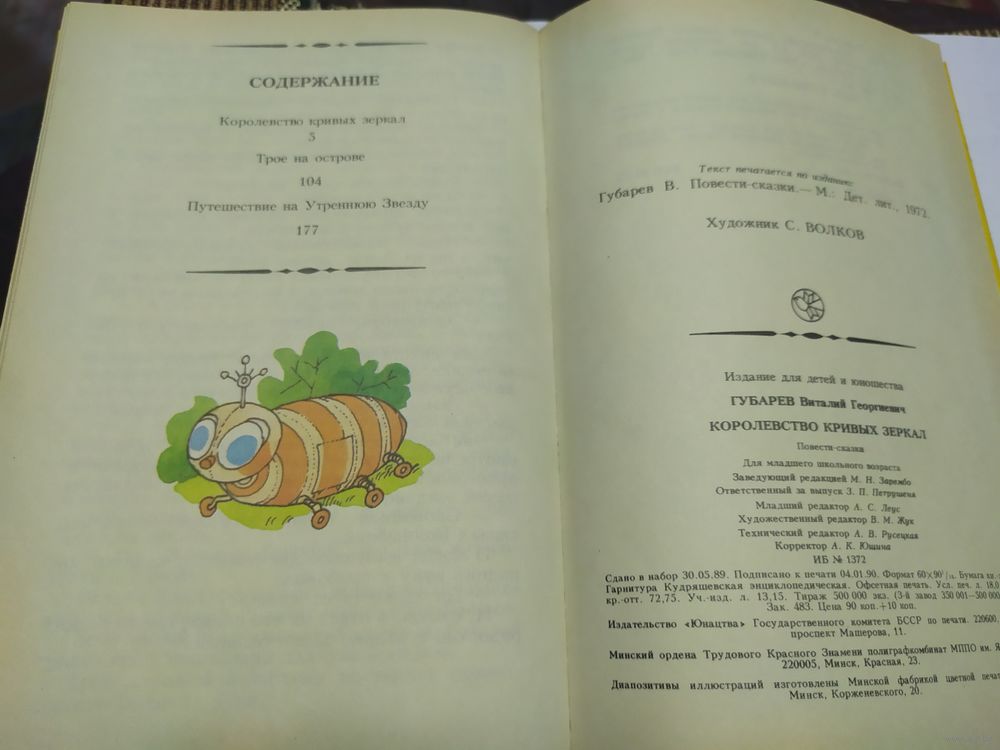 СОДЕРЖАНИЕ
Королевство кривых зеркал
5
Трое на острове
104
Путешествие на Утреннюю Звезду
177
Текст печатается по изданию:
Губарев В. Повести-сказки.— М.: Дет. лит., 1972.
Художник С. ВОЛКОВ
Издание для детей и юношества
ГУБАРЕВ Виталий Георгиевич
КОРОЛЕВСТВО КРИВЫХ ЗЕРКАЛ
Повести-сказка
Для младшего школьного возраста
Заведующий редакцией М. Н. Зарембо
Ответственный за выпуск З. П. Петрушеня
Младший редактор А. С. Леус
Художественный редактор В. М. Жук
Технический редактор А. В. Русецкая
Корректор А. К. Юшина
ИБ № 1372
Сдано в набор 30.05.89. Подписано к печати 04.01.90. Формат 60×90 Бумага кн.
Гарнитура Кудряшевская энциклопедическая. Офсетная печать. Усл. печ. л. 18,0
кр.-отт. 72,75. Уч.-изд. л. 13,15. Тираж 500 000 экз. (3-й завод 350 001—500 000
Зак. 483. Цена 90 коп.+10 коп.
Издательство «Юнацтва» Государственного комитета БССР по печати. 220600.
проспект Машерова, 11.
Минский ордена Трудового Красного Знамени полиграфкомбинат МППО им. Я
220005, Минск, Красная, 23.
Диапозитивы иллюстраций изготовлены Минской фабрикой цветной печат
Минск, Корженевского, 20.